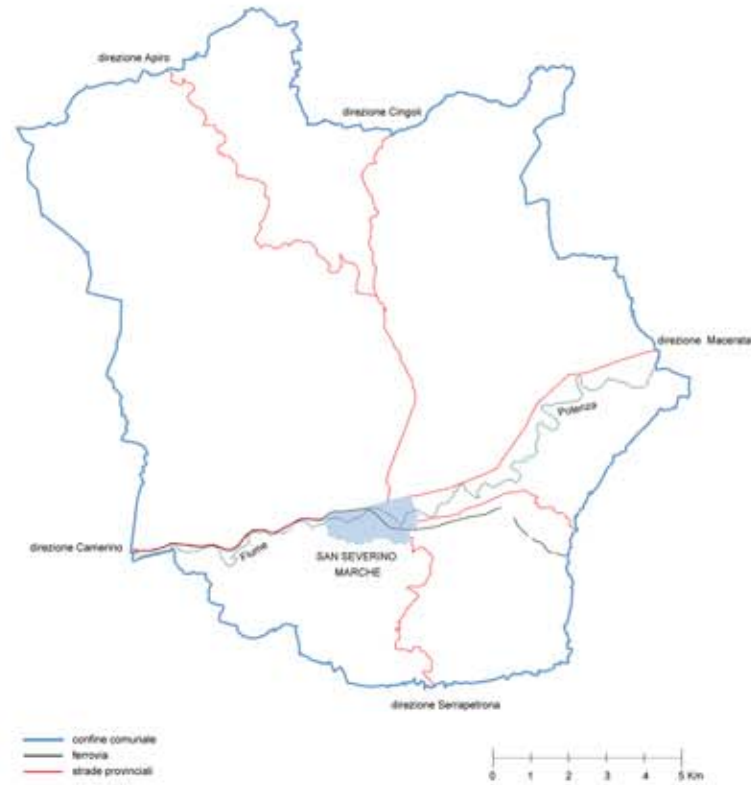 direzione Apiro
direzione Cingoli
direzione Macerata
Potenza
direzione Camerino
Fiume
SAN SEVERINO
MARCHE
direzione Serrapetrona
confine comunale
ferrovia
strade provinciali
0 1 2 3 4 5 Km